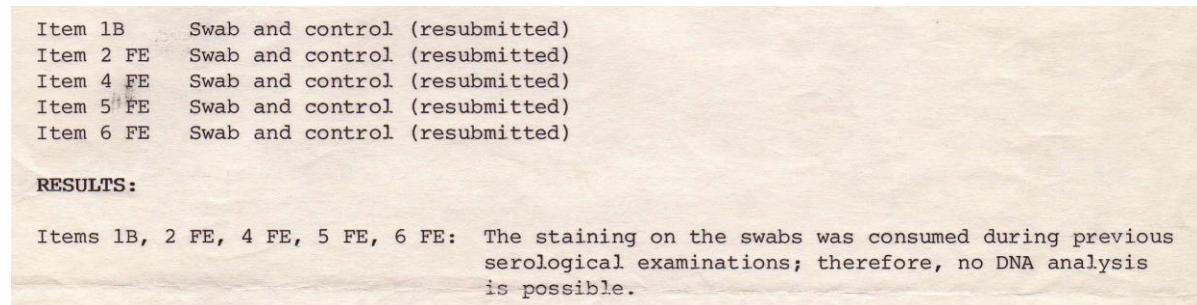 Item 1B Swab and control (resubmitted)
Item 2 FE Swab and control (resubmitted)
Item 4 FE Swab and control (resubmitted)
Item 5 FE Swab and control (resubmitted)
Item 6 FE Swab and control (resubmitted)
RESULTS:
Items 1B, 2 FE, 4 FE, 5 FE, 6 FE: The staining on the swabs was consumed during previous
serological examinations; therefore, no DNA analysis
is possible.